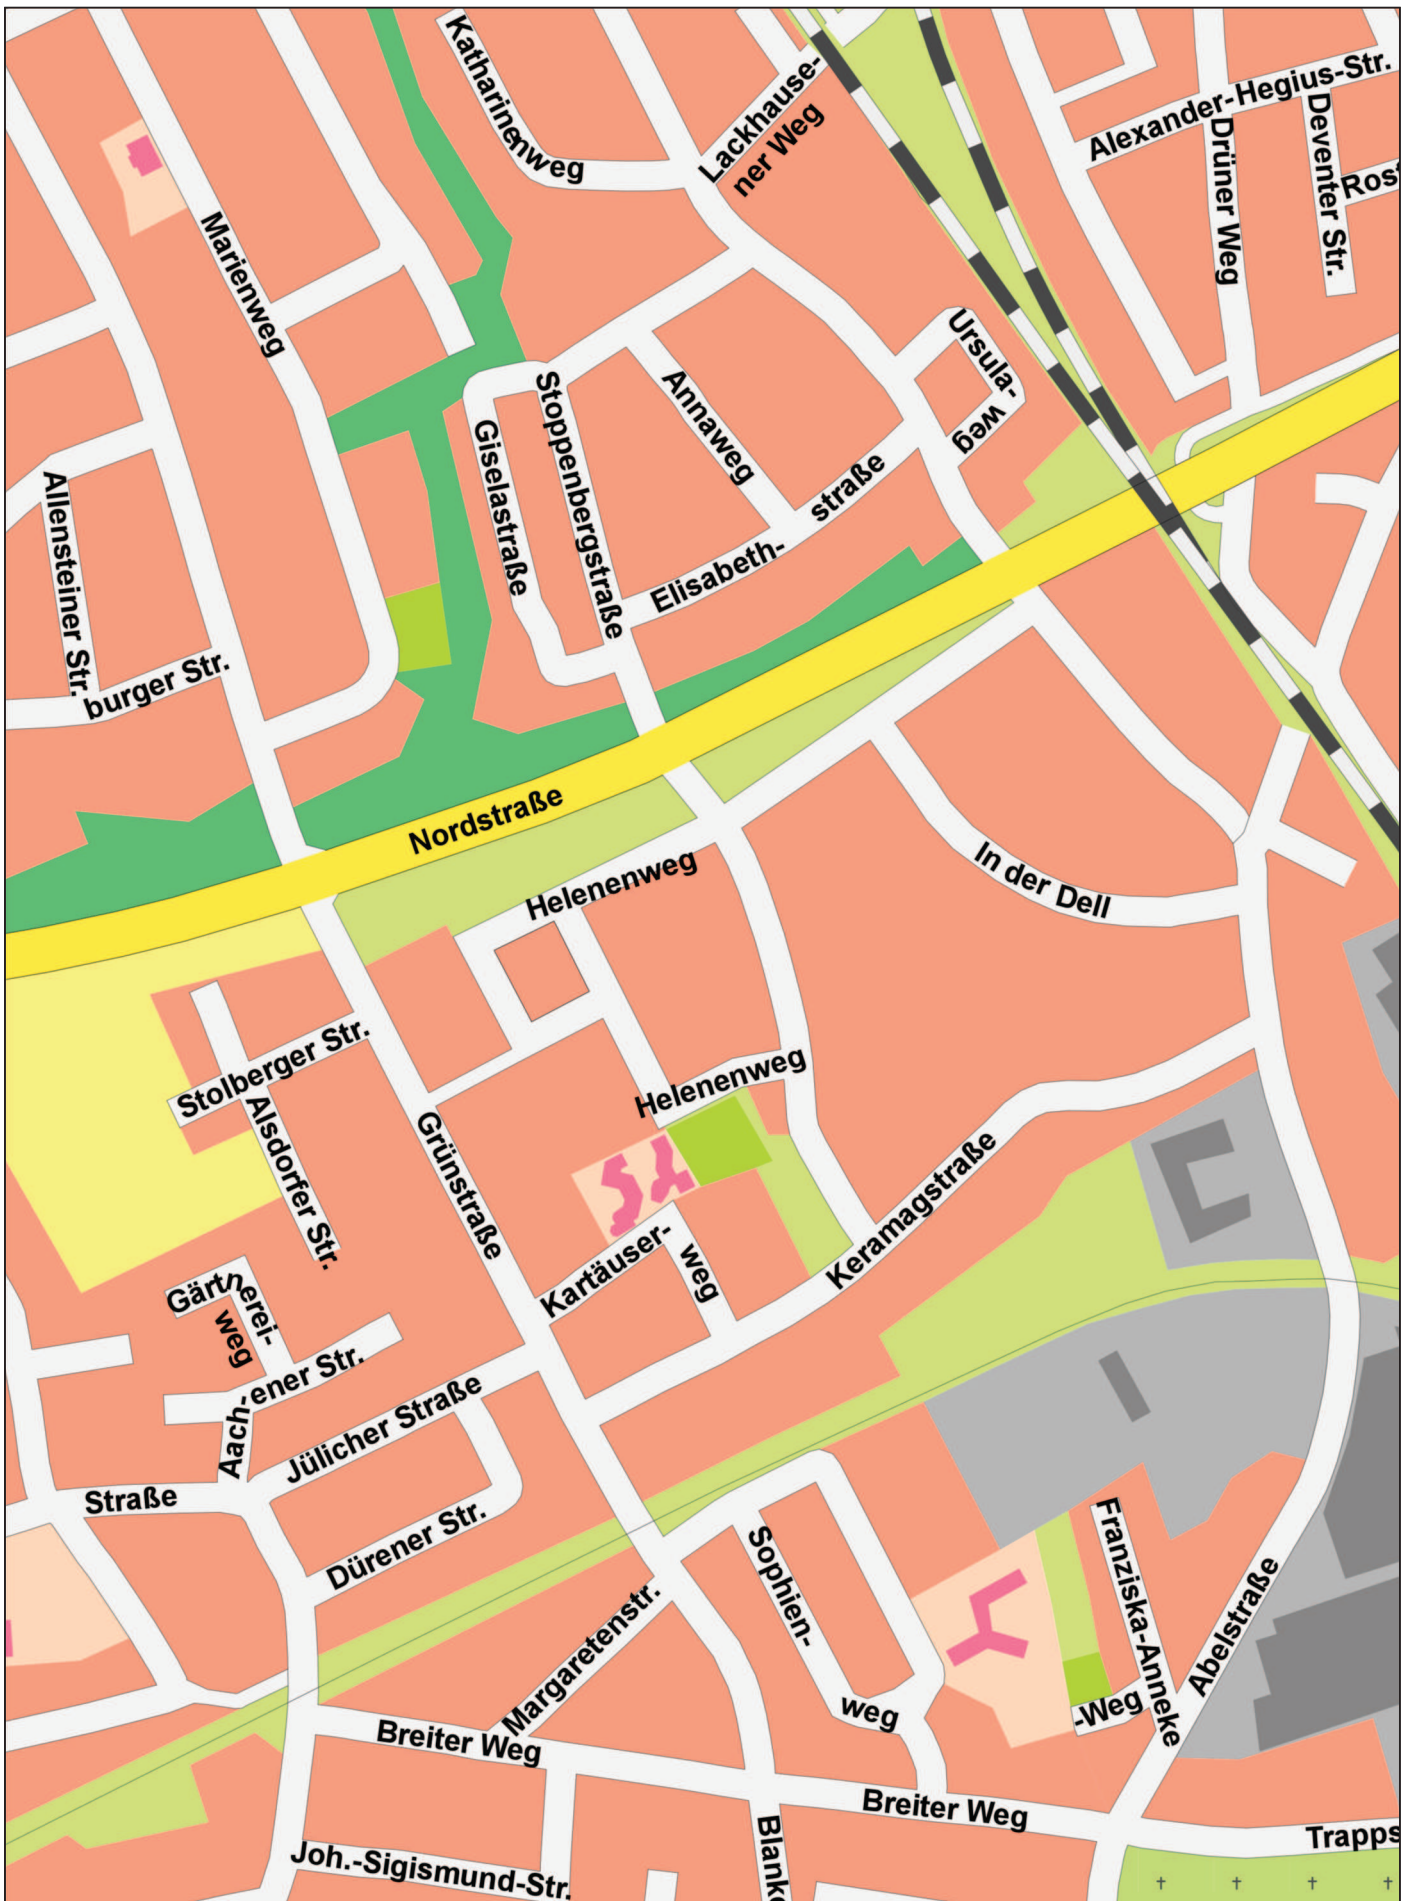 Katharinenweg
Lackhause-
ner Weg
Alexander-Hegius-Str.
Drüner Weg
Deventer Str.
Marienweg
Ursula-
weg
Annaweg
Stoppenbergstraße
Giselastraße
Elisabeth-
straße
Allensteiner Str.
burger Str.
Nordstraße
Helenenweg
In der Dell
Stolberger Str.
Alsdorfer Str.
Grünstraße
Helenenweg
Keramagstraße
Kartäuser-
weg
Gärtnerei-
weg
Aach-
ener Str.
Jülicher Straße
Straße
Dürener Str.
Sophien-
weg
Franziska-Anneke
-Weg
Abelstraße
Margaretenstr.
Breiter Weg
Breiter Weg
Joh.-Sigismund-Str.